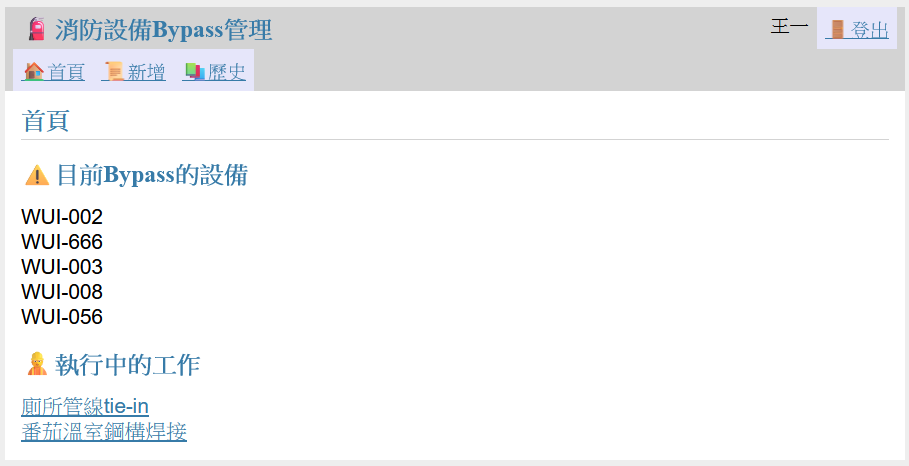 消防設備Bypass管理
王一
登出
首頁 新增 歷史
首頁
目前Bypass的設備
WUI-002
WUI-666
WUI-003
WUI-008
WUI-056
執行中的工作
廁所管線tie-in
番茄溫室鋼構焊接